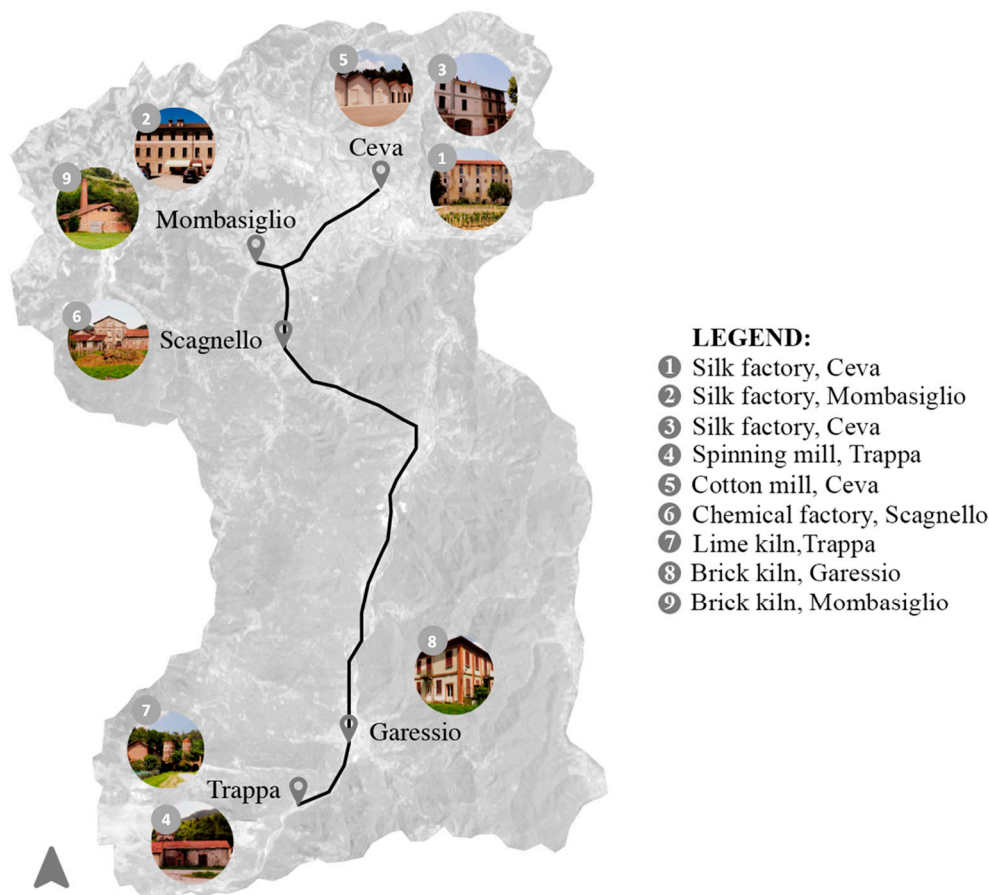 5
3
2
Ceva
1
9
Mombasiglio
6
Scagnello
8
7
Garessio
Trappa
4
LEGEND:
1 Silk factory, Ceva
2 Silk factory, Mombasiglio
3 Silk factory, Ceva
4 Spinning mill, Trappa
5 Cotton mill, Ceva
6 Chemical factory, Scagnello
7 Lime kiln,Trappa
8 Brick kiln, Garessio
9 Brick kiln, Mombasiglio